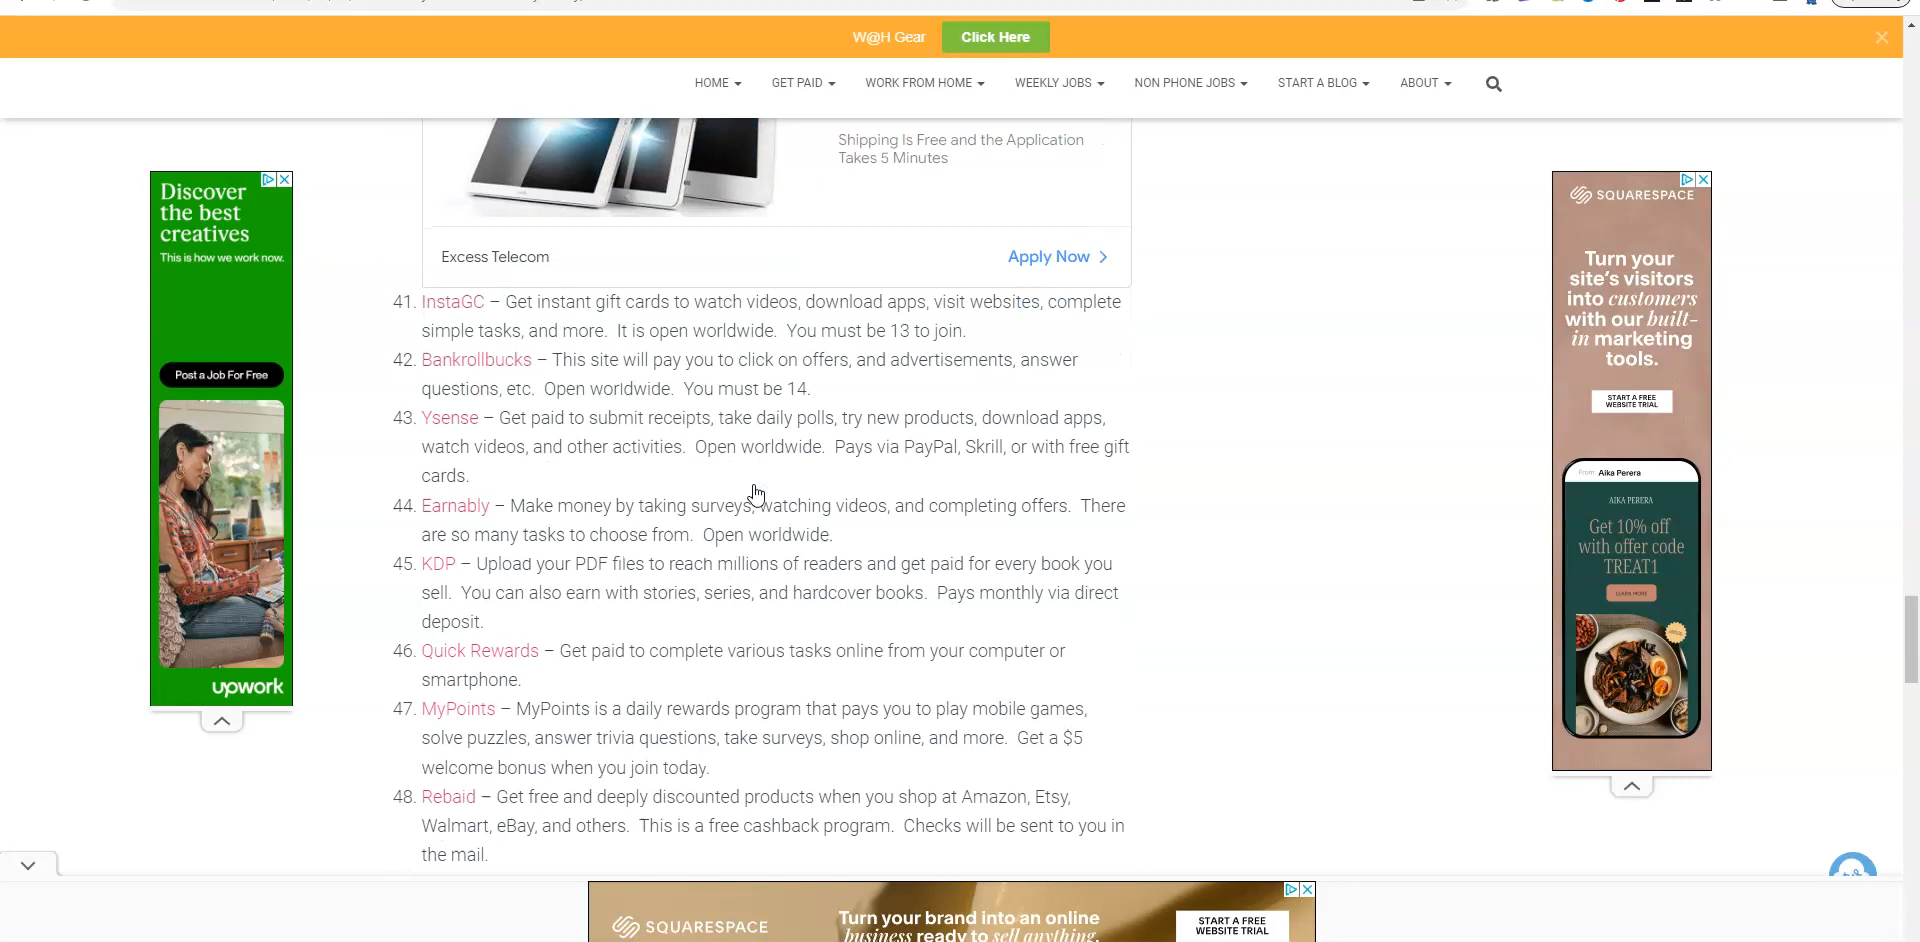 W@H Gear
Click Here
HOME
GET PAID
WORK FROM HOME
WEEKLY JOBS
NON PHONE JOBS
START A BLOG
ABOUT
Shipping Is Free and the Application
Takes 5 Minutes
Excess Telecom
Apply Now
41. InstaGC – Get instant gift cards to watch videos, download apps, visit websites, complete
simple tasks, and more. It is open worldwide. You must be 13 to join.
42. Bankrollbucks – This site will pay you to click on offers, and advertisements, answer
questions, etc. Open worldwide. You must be 14.
43. Ysense – Get paid to submit receipts, take daily polls, try new products, download apps,
watch videos, and other activities. Open worldwide. Pays via PayPal, Skrill, or with free gift
cards.
44. Earnably – Make money by taking surveys, watching videos, and completing offers. There
are so many tasks to choose from. Open worldwide.
45. KDP – Upload your PDF files to reach millions of readers and get paid for every book you
sell. You can also earn with stories, series, and hardcover books. Pays monthly via direct
deposit.
46. Quick Rewards – Get paid to complete various tasks online from your computer or
smartphone.
47. MyPoints – MyPoints is a daily rewards program that pays you to play mobile games,
solve puzzles, answer trivia questions, take surveys, shop online, and more. Get a $5
welcome bonus when you join today.
48. Rebaid – Get free and deeply discounted products when you shop at Amazon, Etsy,
Walmart, eBay, and others. This is a free cashback program. Checks will be sent to you in
the mail.
Discover
the best
creatives
This is how we work now.
Post a Job For Free
upwork
SQUARESPACE
Turn your
site's visitors
into customers
with our built-
in marketing
tools.
START A FREE
WEBSITE TRIAL
From Aika Perera
AIKA PERERA
Get 10% off
with offer code
TREAT1
LEARN MORE
SQUARESPACE
Turn your brand into an online
business ready to sell anything.
START A FREE
WEBSITE TRIAL